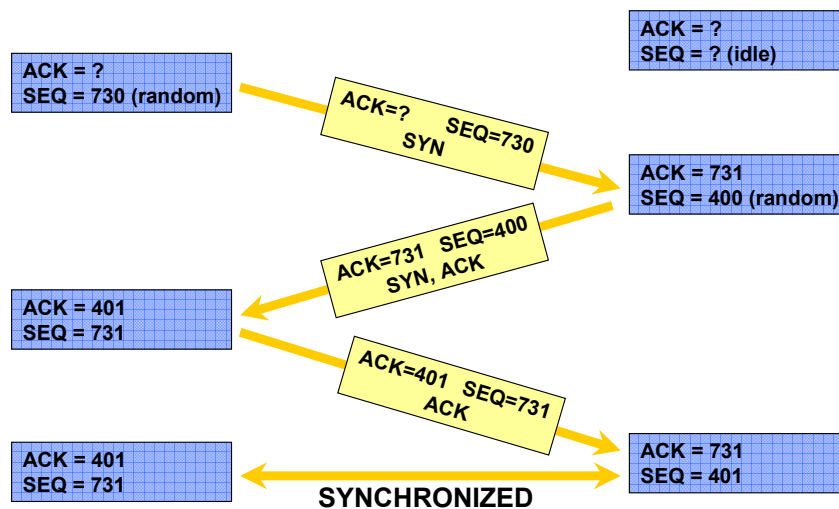 ACK = ?
SEQ = ? (idle)
ACK = ?
SEQ = 730 (random)
ACK=? SEQ=730
SYN
ACK = 731
SEQ = 400 (random)
ACK=731 SEQ=400
SYN, ACK
ACK = 401
SEQ = 731
ACK=401 SEQ=731
ACK
ACK = 401
SEQ = 731
ACK = 731
SEQ = 401
SYNCHRONIZED